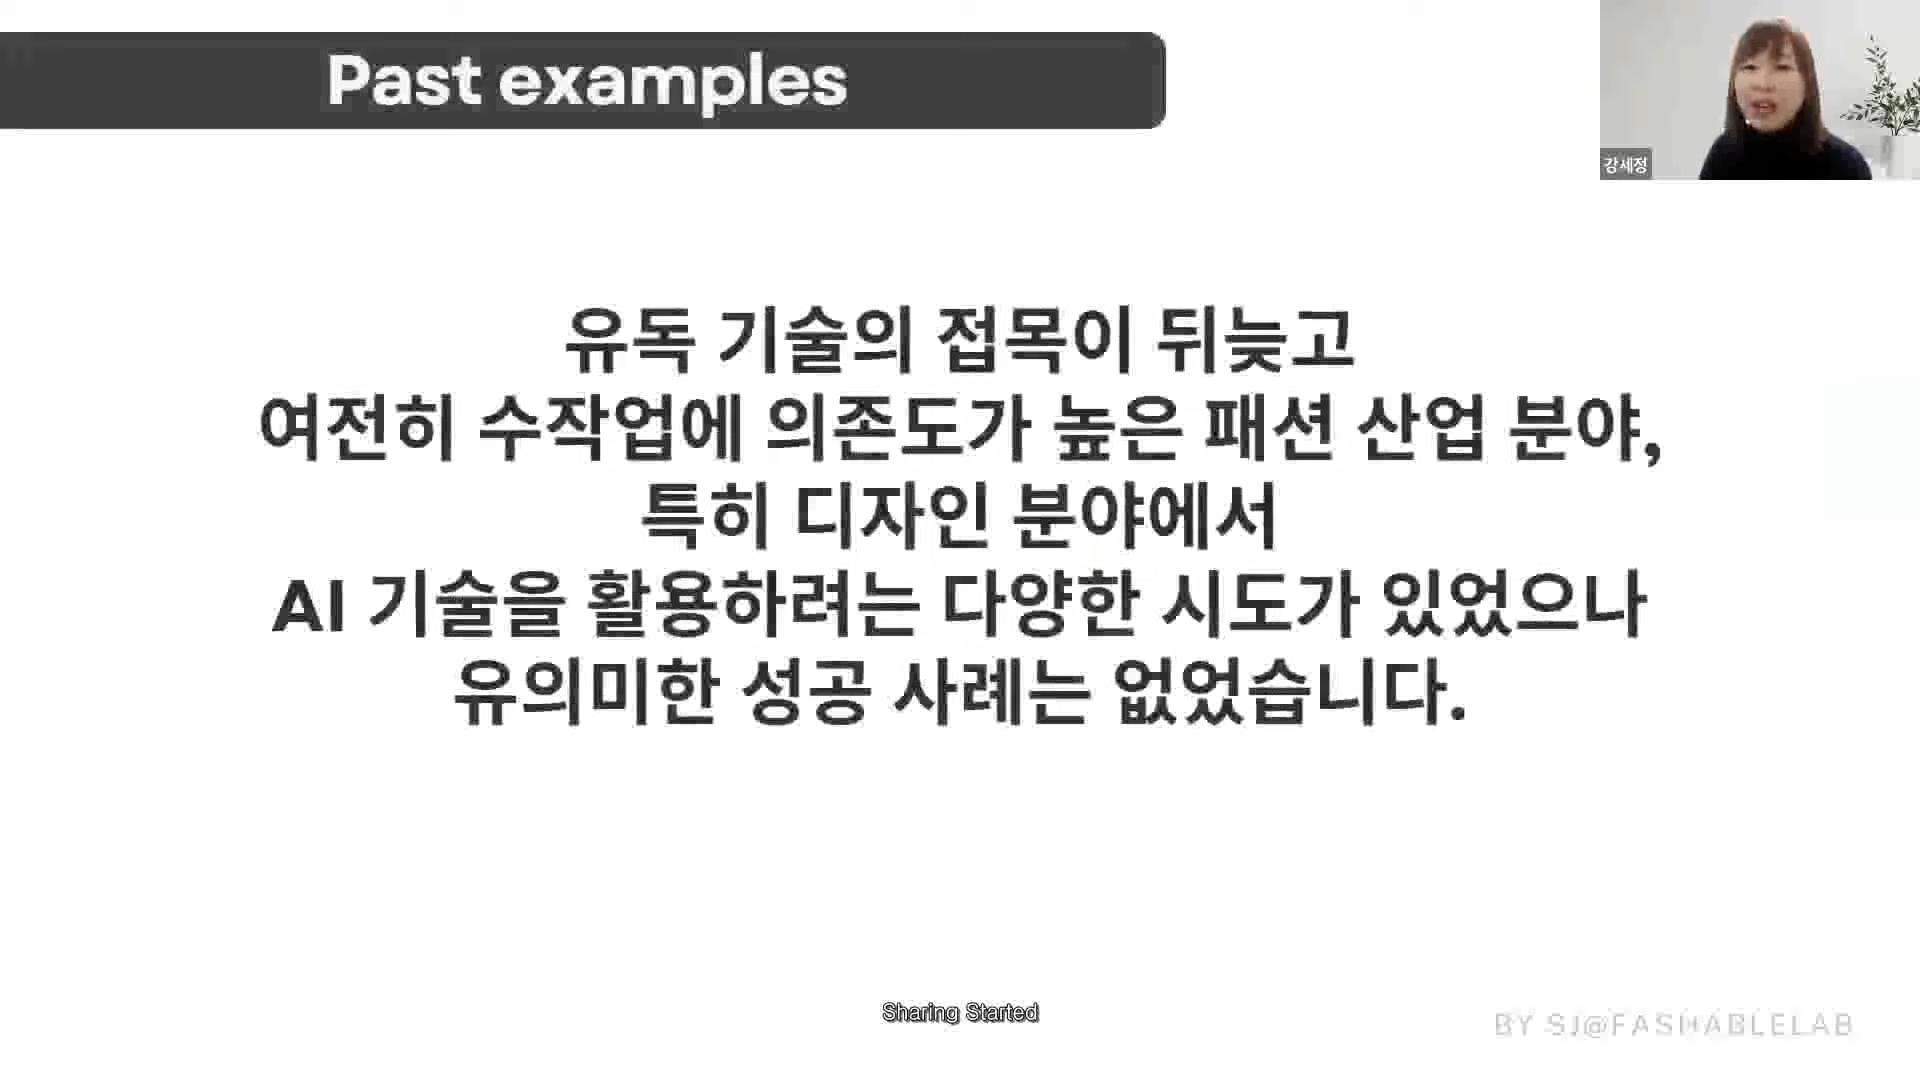 Past examples
강세정
유독 기술의 접목이 뒤늦고
여전히 수작업에 의존도가 높은 패션 산업 분야,
특히 디자인 분야에서
AI 기술을 활용하려는 다양한 시도가 있었으나
유의미한 성공 사례는 없었습니다.
Sharing Started
BY SJ@FASHABLELAB